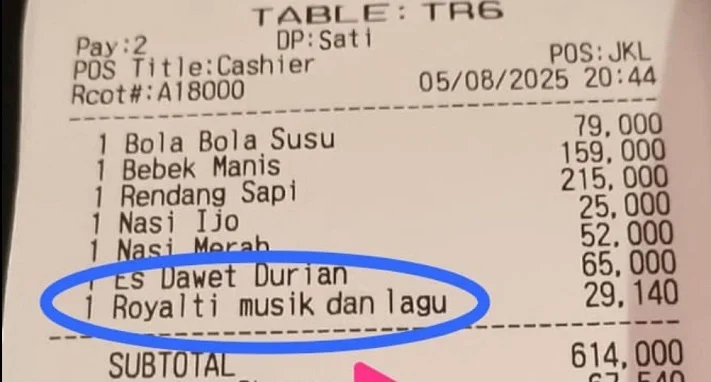 TABLE: TR6
Pay:2 DP:Sati
POS Title:Cashier POS:JKL
Rcot#:A18000 05/08/2025 20:44
1 Bola Bola Susu 79,000
1 Bebek Manis 159,000
1 Rendang Sapi 215,000
1 Nasi Ijo 25,000
1 Nasi Merah 52,000
1 Es Dawet Durian 65,000
1 Royalti musik dan lagu 29,140
SUBTOTAL 614,000